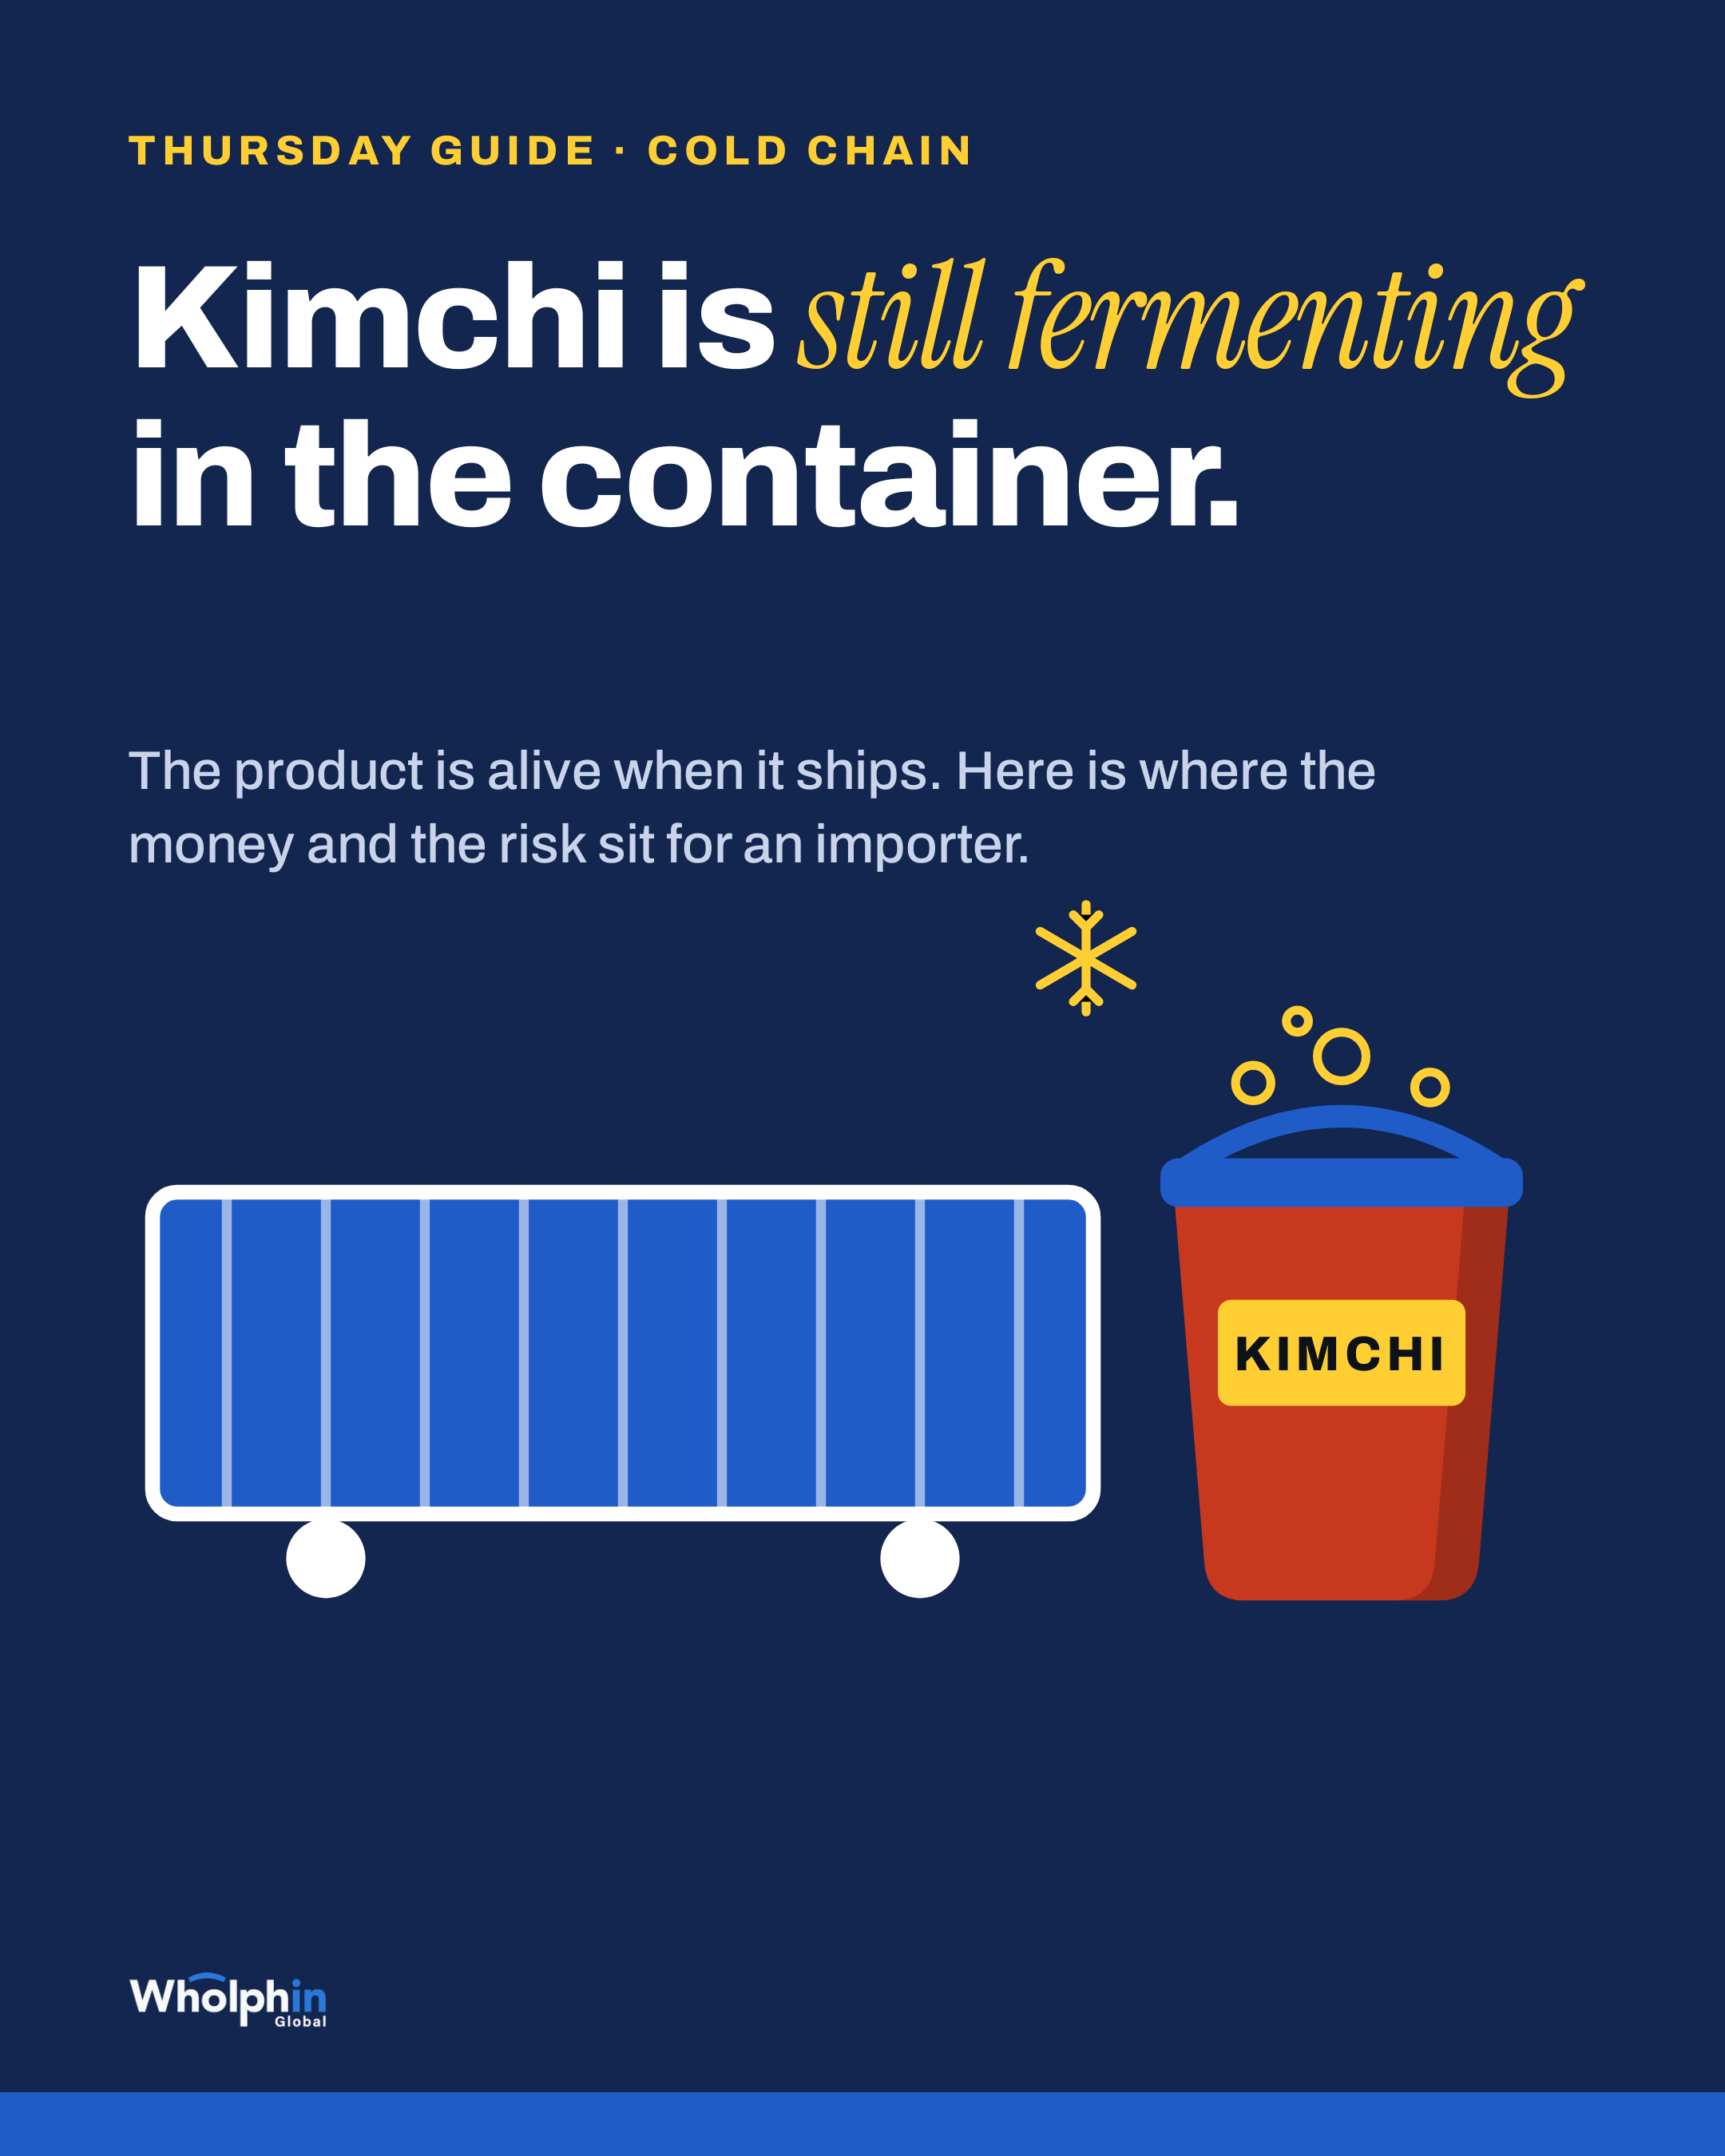 THURSDAY GUIDE · COLD CHAIN
Kimchi is still fermenting
in the container.
The product is alive when it ships. Here is where the
money and the risk sit for an importer.
KIMCHI
Wholphin
Global